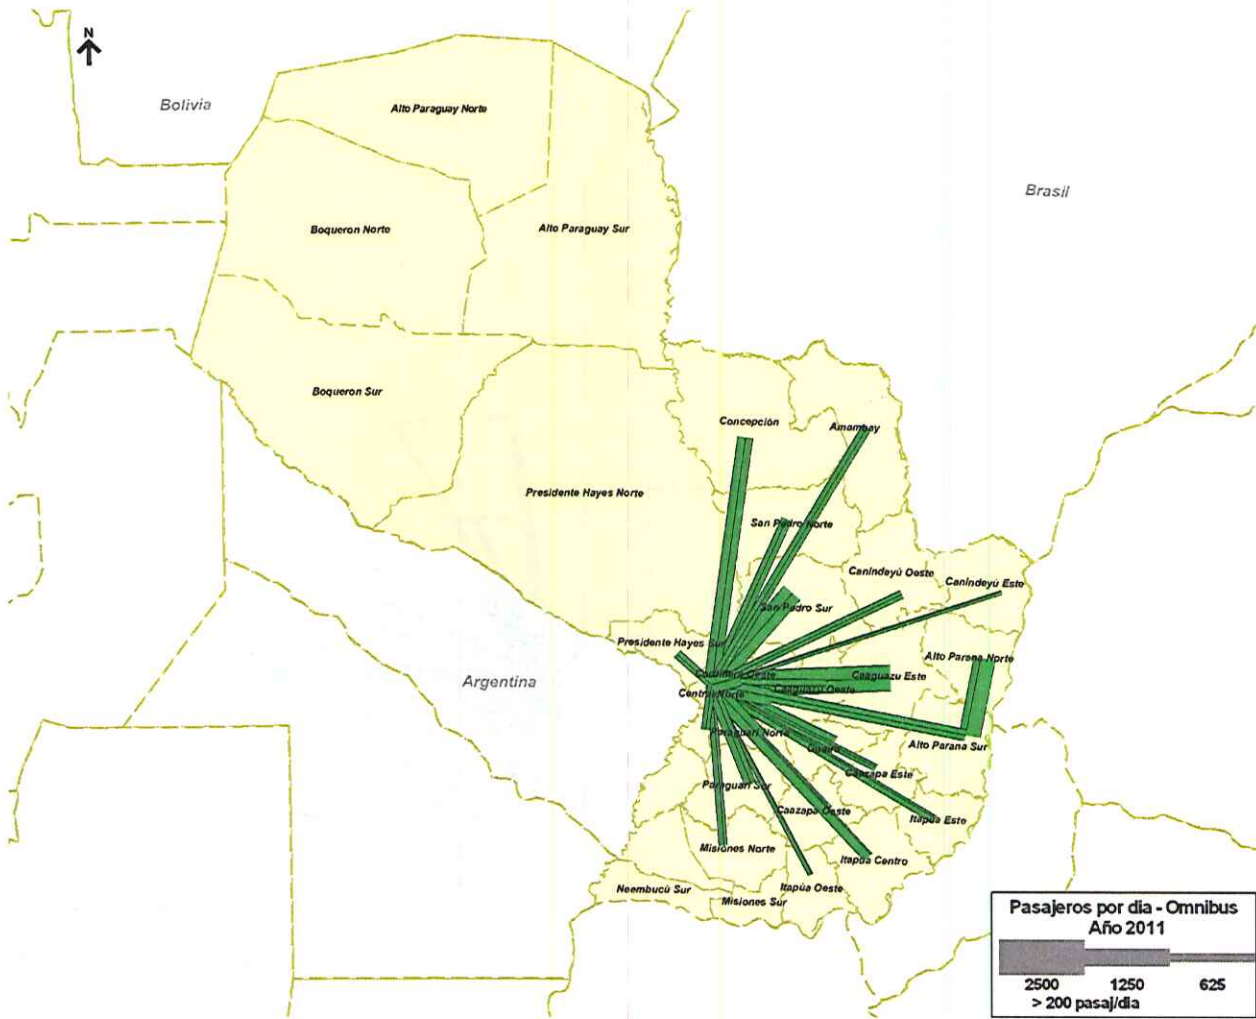 N
Bolivia
Alto Paraguay Norte
Brasil
Boqueron Norte
Alto Paraguay Sur
Boqueron Sur
Concepción
Amambay
Presidente Hayes Norte
San Pedro Norte
Canindeyú Oeste
Canindeyú Este
San Pedro Sur
Presidente Hayes Sur
Alto Parana Norte
Cordillera Oeste
Caaguazu Este
Argentina
Caaguazu Oeste
Central Norte
Paraguarí Norte
Guaira
Alto Parana Sur
Caazapa Este
Paraguarí Sur
Caazapa Oeste
Itapúa Este
Misiones Norte
Itapúa Centro
Neembucú Sur
Itapúa Oeste
Misiones Sur
Pasajeros por dia - Omnibus
Año 2011
2500 1250 625
> 200 pasaj/dia